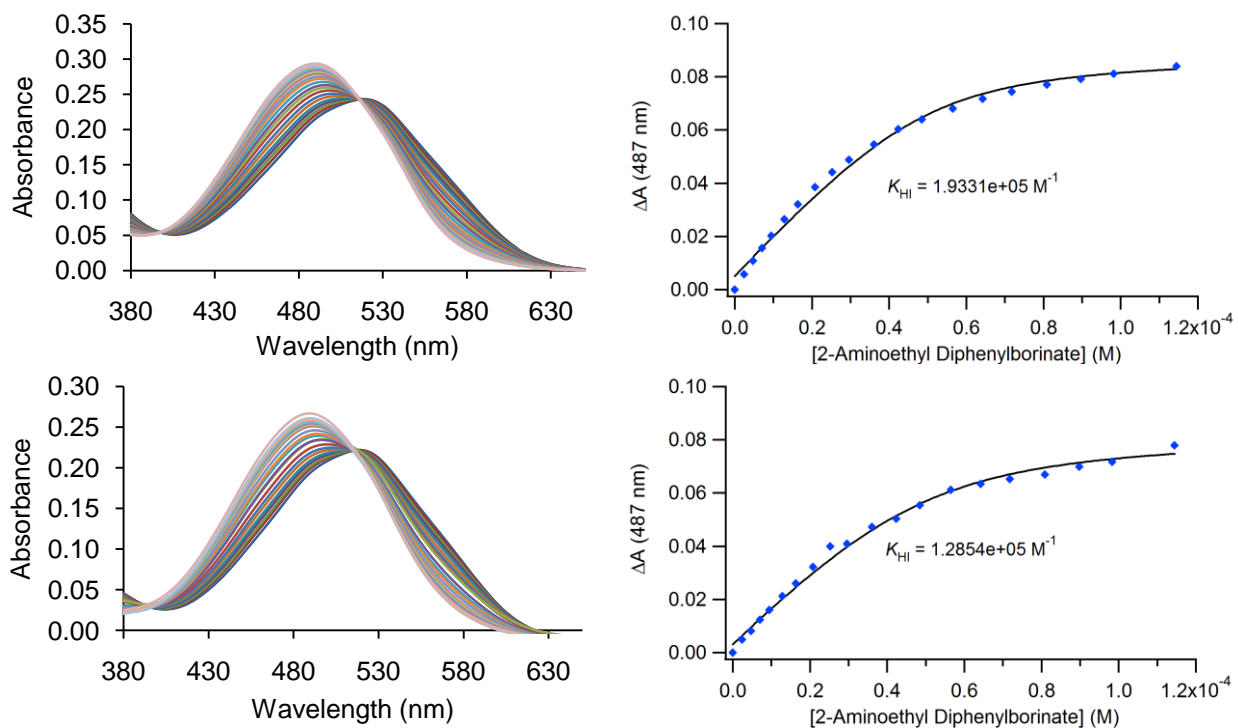 0.35
0.30
0.25
0.20
0.15
0.10
0.05
0.00
Absorbance
380 430 480 530 580 630
Wavelength (nm)
0.10
0.08
0.06
0.04
0.02
0.00
ΔA (487 nm)
K_HI = 1.9331e+05 M⁻¹
0.0 0.2 0.4 0.6 0.8 1.0 1.2x10⁻⁴
[2-Aminoethyl Diphenylborinate] (M)
0.30
0.25
0.20
0.15
0.10
0.05
0.00
Absorbance
380 430 480 530 580 630
Wavelength (nm)
0.10
0.08
0.06
0.04
0.02
0.00
ΔA (487 nm)
K_HI = 1.2854e+05 M⁻¹
0.0 0.2 0.4 0.6 0.8 1.0 1.2x10⁻⁴
[2-Aminoethyl Diphenylborinate] (M)